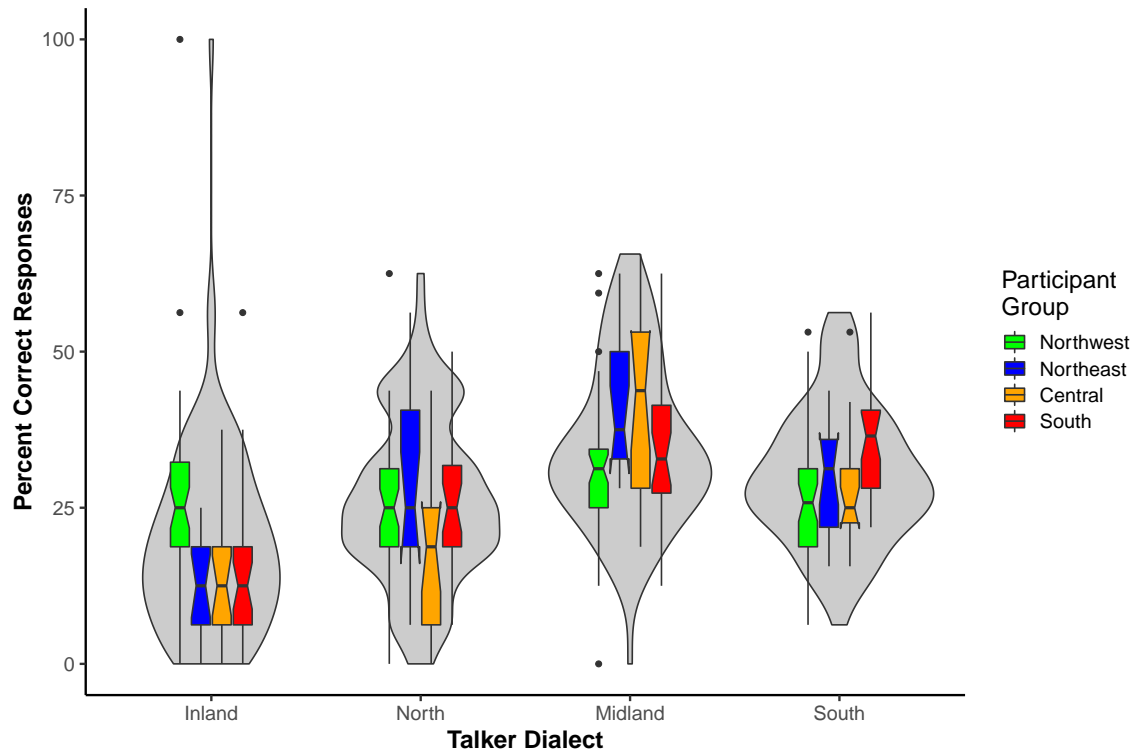 100
75
50
25
0
Percent Correct Responses
Inland
North
Midland
South
Talker Dialect
Participant
Group
Northwest
Northeast
Central
South